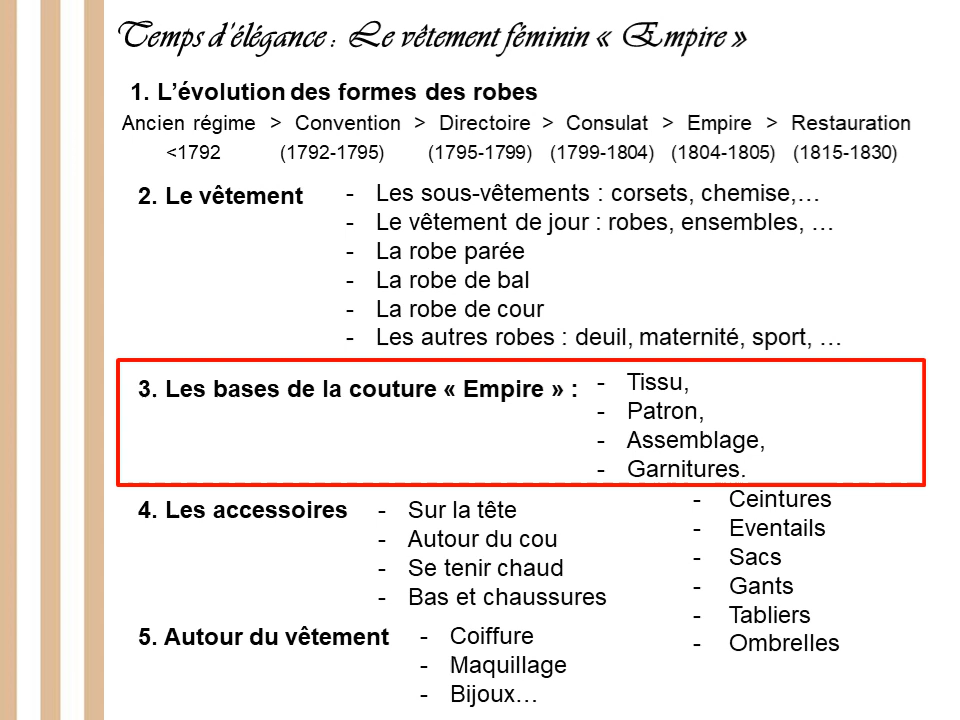 Temps d'élégance : Le vêtement féminin « Empire »
1. L’évolution des formes des robes
Ancien régime > Convention > Directoire > Consulat > Empire > Restauration
<1792 (1792-1795) (1795-1799) (1799-1804) (1804-1805) (1815-1830)
2. Le vêtement
- Les sous-vêtements : corsets, chemise,…
- Le vêtement de jour : robes, ensembles, …
- La robe parée
- La robe de bal
- La robe de cour
- Les autres robes : deuil, maternité, sport, …
3. Les bases de la couture « Empire » :
- Tissu,
- Patron,
- Assemblage,
- Garnitures.
4. Les accessoires
- Sur la tête
- Autour du cou
- Se tenir chaud
- Bas et chaussures
- Ceintures
- Eventails
- Sacs
- Gants
- Tabliers
- Ombrelles
5. Autour du vêtement
- Coiffure
- Maquillage
- Bijoux…